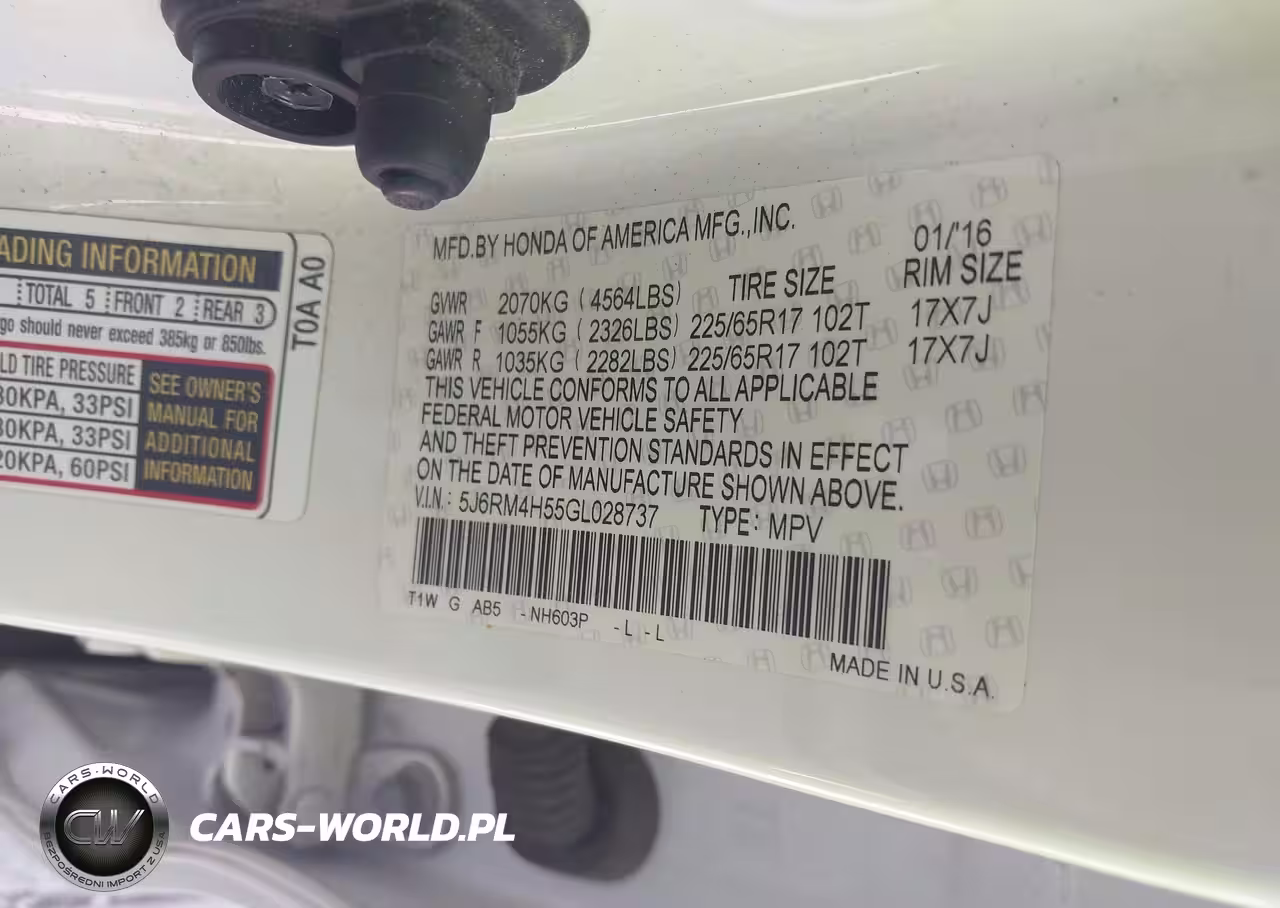 ADING INFORMATION
TOTAL 5 FRONT 2 REAR 3
go should never exceed 385kg or 850lbs.
LD TIRE PRESSURE
30KPA, 33PSI
30KPA, 33PSI
20KPA, 60PSI
SEE OWNER'S
MANUAL FOR
ADDITIONAL
INFORMATION
T0A A0
MFD.BY HONDA OF AMERICA MFG.,INC. 01/'16
GVWR 2070KG (4564LBS) TIRE SIZE RIM SIZE
GAWR F 1055KG (2326LBS) 225/65R17 102T 17X7J
GAWR R 1035KG (2282LBS) 225/65R17 102T 17X7J
THIS VEHICLE CONFORMS TO ALL APPLICABLE
FEDERAL MOTOR VEHICLE SAFETY
AND THEFT PREVENTION STANDARDS IN EFFECT
ON THE DATE OF MANUFACTURE SHOWN ABOVE.
V.I.N.: 5J6RM4H55GL028737 TYPE: MPV
T1W G AB5 -NH603P -L -L
MADE IN U.S.A.
CARS-WORLD
CW
BEZPOŚREDNI IMPORT Z USA
CARS-WORLD.PL